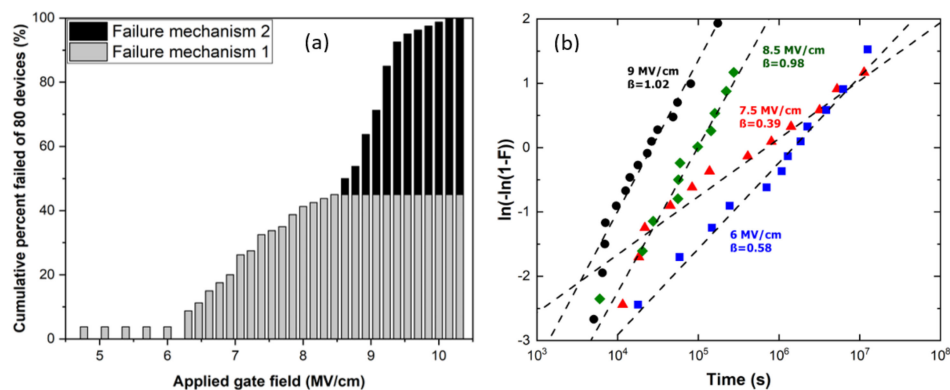 100
80
60
40
20
0
Cumulative percent failed of 80 devices (%)
Failure mechanism 2
Failure mechanism 1
(a)
5 6 7 8 9 10
Applied gate field (MV/cm)
2
1
0
-1
-2
-3
ln(-ln(1-F)
(b)
9 MV/cm
ß=1.02
8.5 MV/cm
ß=0.98
7.5 MV/cm
ß=0.39
6 MV/cm
ß=0.58
10³ 10⁴ 10⁵ 10⁶ 10⁷ 10⁸
Time (s)